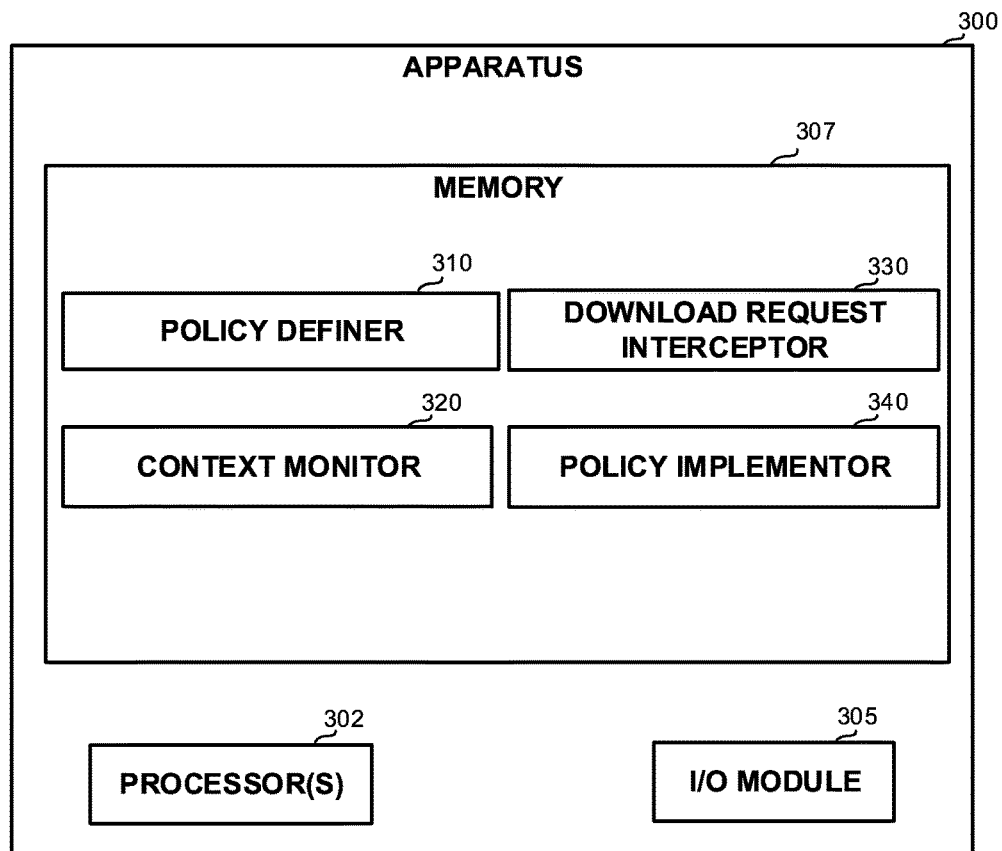 300
APPARATUS
307
MEMORY
310
POLICY DEFINER
330
DOWNLOAD REQUEST
INTERCEPTOR
320
CONTEXT MONITOR
340
POLICY IMPLEMENTOR
302
PROCESSOR(S)
305
I/O MODULE